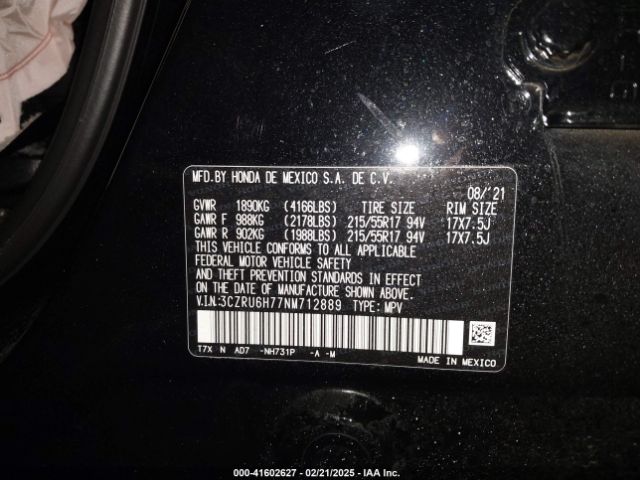 MFD.BY HONDA DE MEXICO S.A. DE C.V.
08/'21
GVWR 1890KG (4166LBS) TIRE SIZE RIM SIZE
GAWR F 988KG (2178LBS) 215/55R17 94V 17X7.5J
GAWR R 902KG (1988LBS) 215/55R17 94V 17X7.5J
THIS VEHICLE CONFORMS TO ALL APPLICABLE
FEDERAL MOTOR VEHICLE SAFETY
AND THEFT PREVENTION STANDARDS IN EFFECT
ON THE DATE OF MANUFACTURE SHOWN ABOVE.
V.I.N:3CZRU6H77NM712889 TYPE: MPV
T7X N AD7 -NH731P -A -M
MADE IN MEXICO
000-41602627 - 02/21/2025 - IAA Inc.